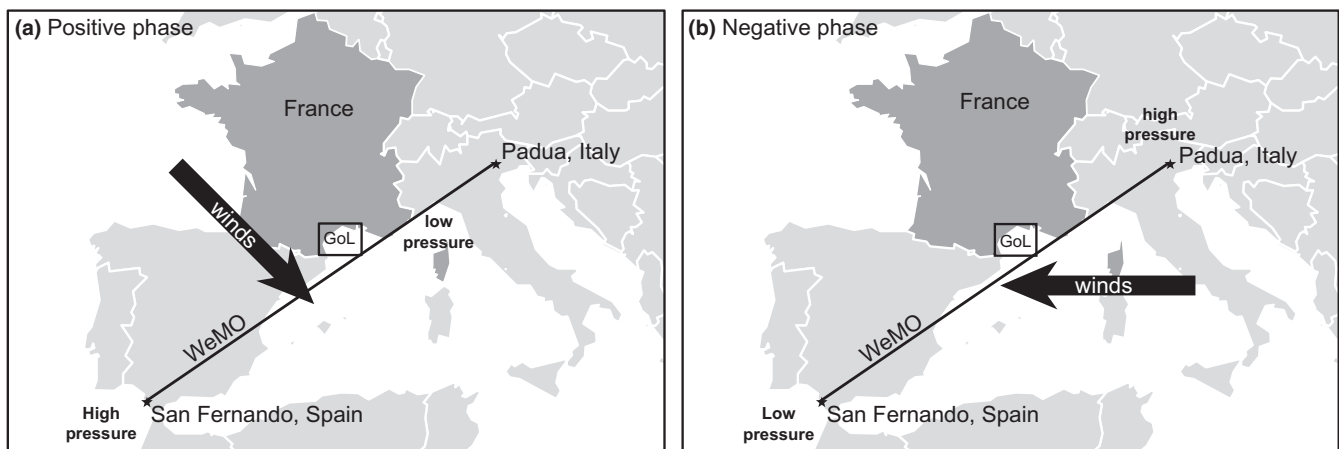 (a) Positive phase
France
Padua, Italy
winds
GoL
low
pressure
WeMO
High
pressure
San Fernando, Spain
(b) Negative phase
France
high
pressure
Padua, Italy
GoL
winds
WeMO
Low
pressure
San Fernando, Spain